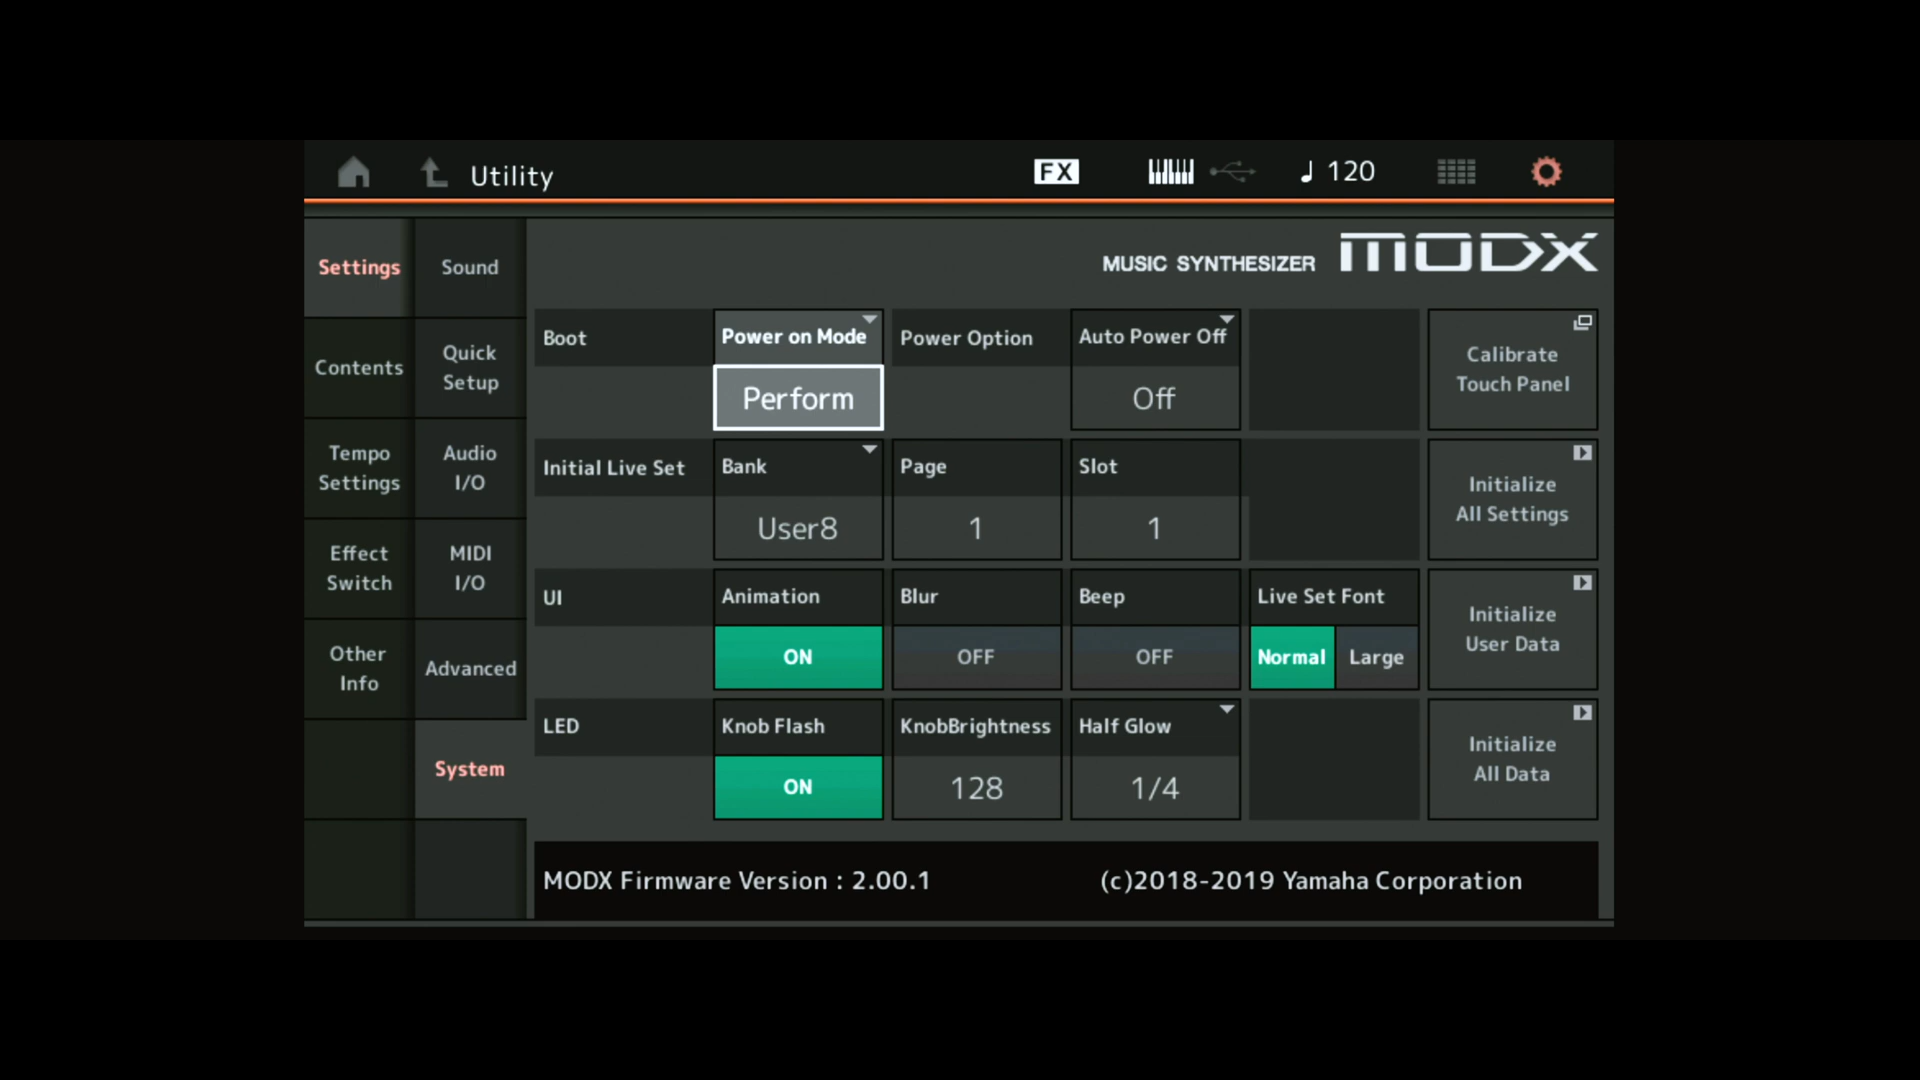 Utility
FX
120
MUSIC SYNTHESIZER MODX
Settings
Contents
Tempo
Settings
Effect
Switch
Other
Info
Sound
Quick
Setup
Audio
I/O
MIDI
I/O
Advanced
System
Boot
Power on Mode
Perform
Power Option
Auto Power Off
Off
Calibrate
Touch Panel
Initial Live Set
Bank
User8
Page
1
Slot
1
Initialize
All Settings
UI
Animation
ON
Blur
OFF
Beep
OFF
Live Set Font
Normal Large
Initialize
User Data
LED
Knob Flash
ON
KnobBrightness
128
Half Glow
1/4
Initialize
All Data
MODX Firmware Version : 2.00.1
(c)2018-2019 Yamaha Corporation